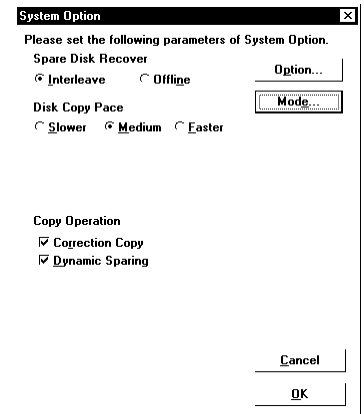 System Option
Please set the following parameters of System Option.
Spare Disk Recover
Interleave Offline
Option...
Disk Copy Pace
Mode...
Slower Medium Faster
Copy Operation
Correction Copy
Dynamic Sparing
Cancel
OK